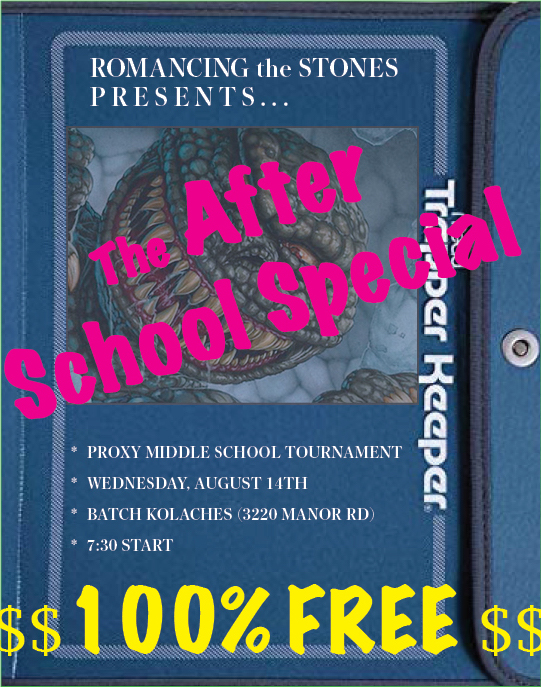 ROMANCING the STONES
PRESENTS...
The After
School Special
Trapper Keeper®
* PROXY MIDDLE SCHOOL TOURNAMENT
* WEDNESDAY, AUGUST 14TH
* BATCH KOLACHES (3220 MANOR RD)
* 7:30 START
$$ 100% FREE $$